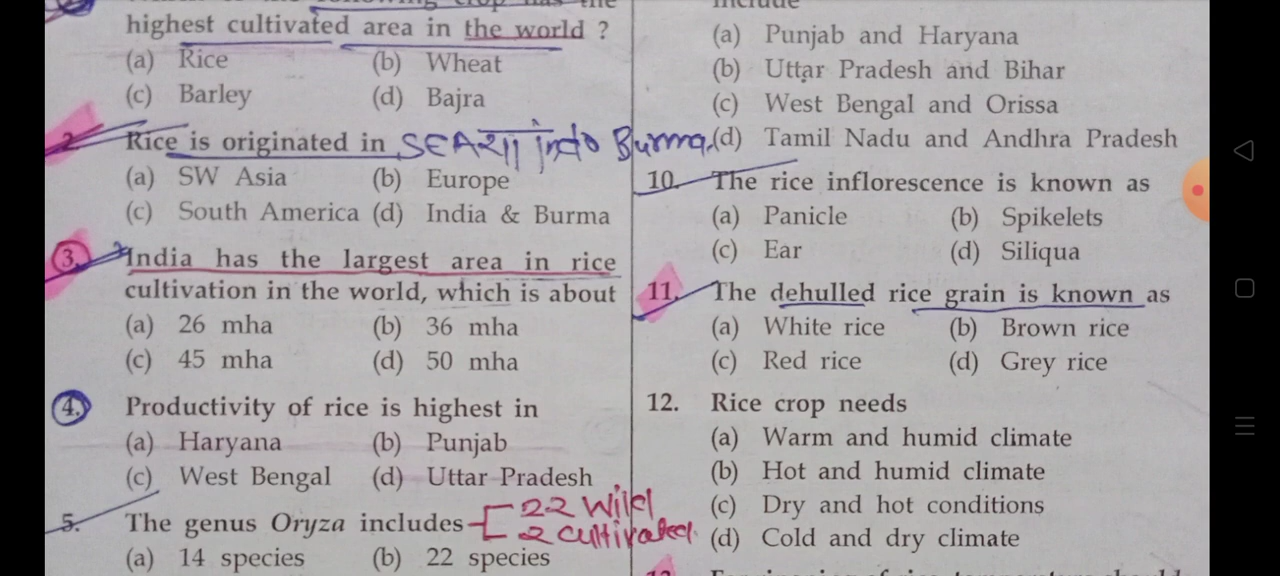 highest cultivated area in the world ?
(a) Rice (b) Wheat
(c) Barley (d) Bajra
2. Rice is originated in SEA211 Indo Burma.
(a) SW Asia (b) Europe
(c) South America (d) India & Burma
3. India has the largest area in rice
cultivation in the world, which is about
(a) 26 mha (b) 36 mha
(c) 45 mha (d) 50 mha
4. Productivity of rice is highest in
(a) Haryana (b) Punjab
(c) West Bengal (d) Uttar Pradesh
5. The genus Oryza includes 22 Wild
2 cultivated.
(a) 14 species (b) 22 species
include
(a) Punjab and Haryana
(b) Uttar Pradesh and Bihar
(c) West Bengal and Orissa
(d) Tamil Nadu and Andhra Pradesh
10. The rice inflorescence is known as
(a) Panicle (b) Spikelets
(c) Ear (d) Siliqua
11. The dehulled rice grain is known as
(a) White rice (b) Brown rice
(c) Red rice (d) Grey rice
12. Rice crop needs
(a) Warm and humid climate
(b) Hot and humid climate
(c) Dry and hot conditions
(d) Cold and dry climate